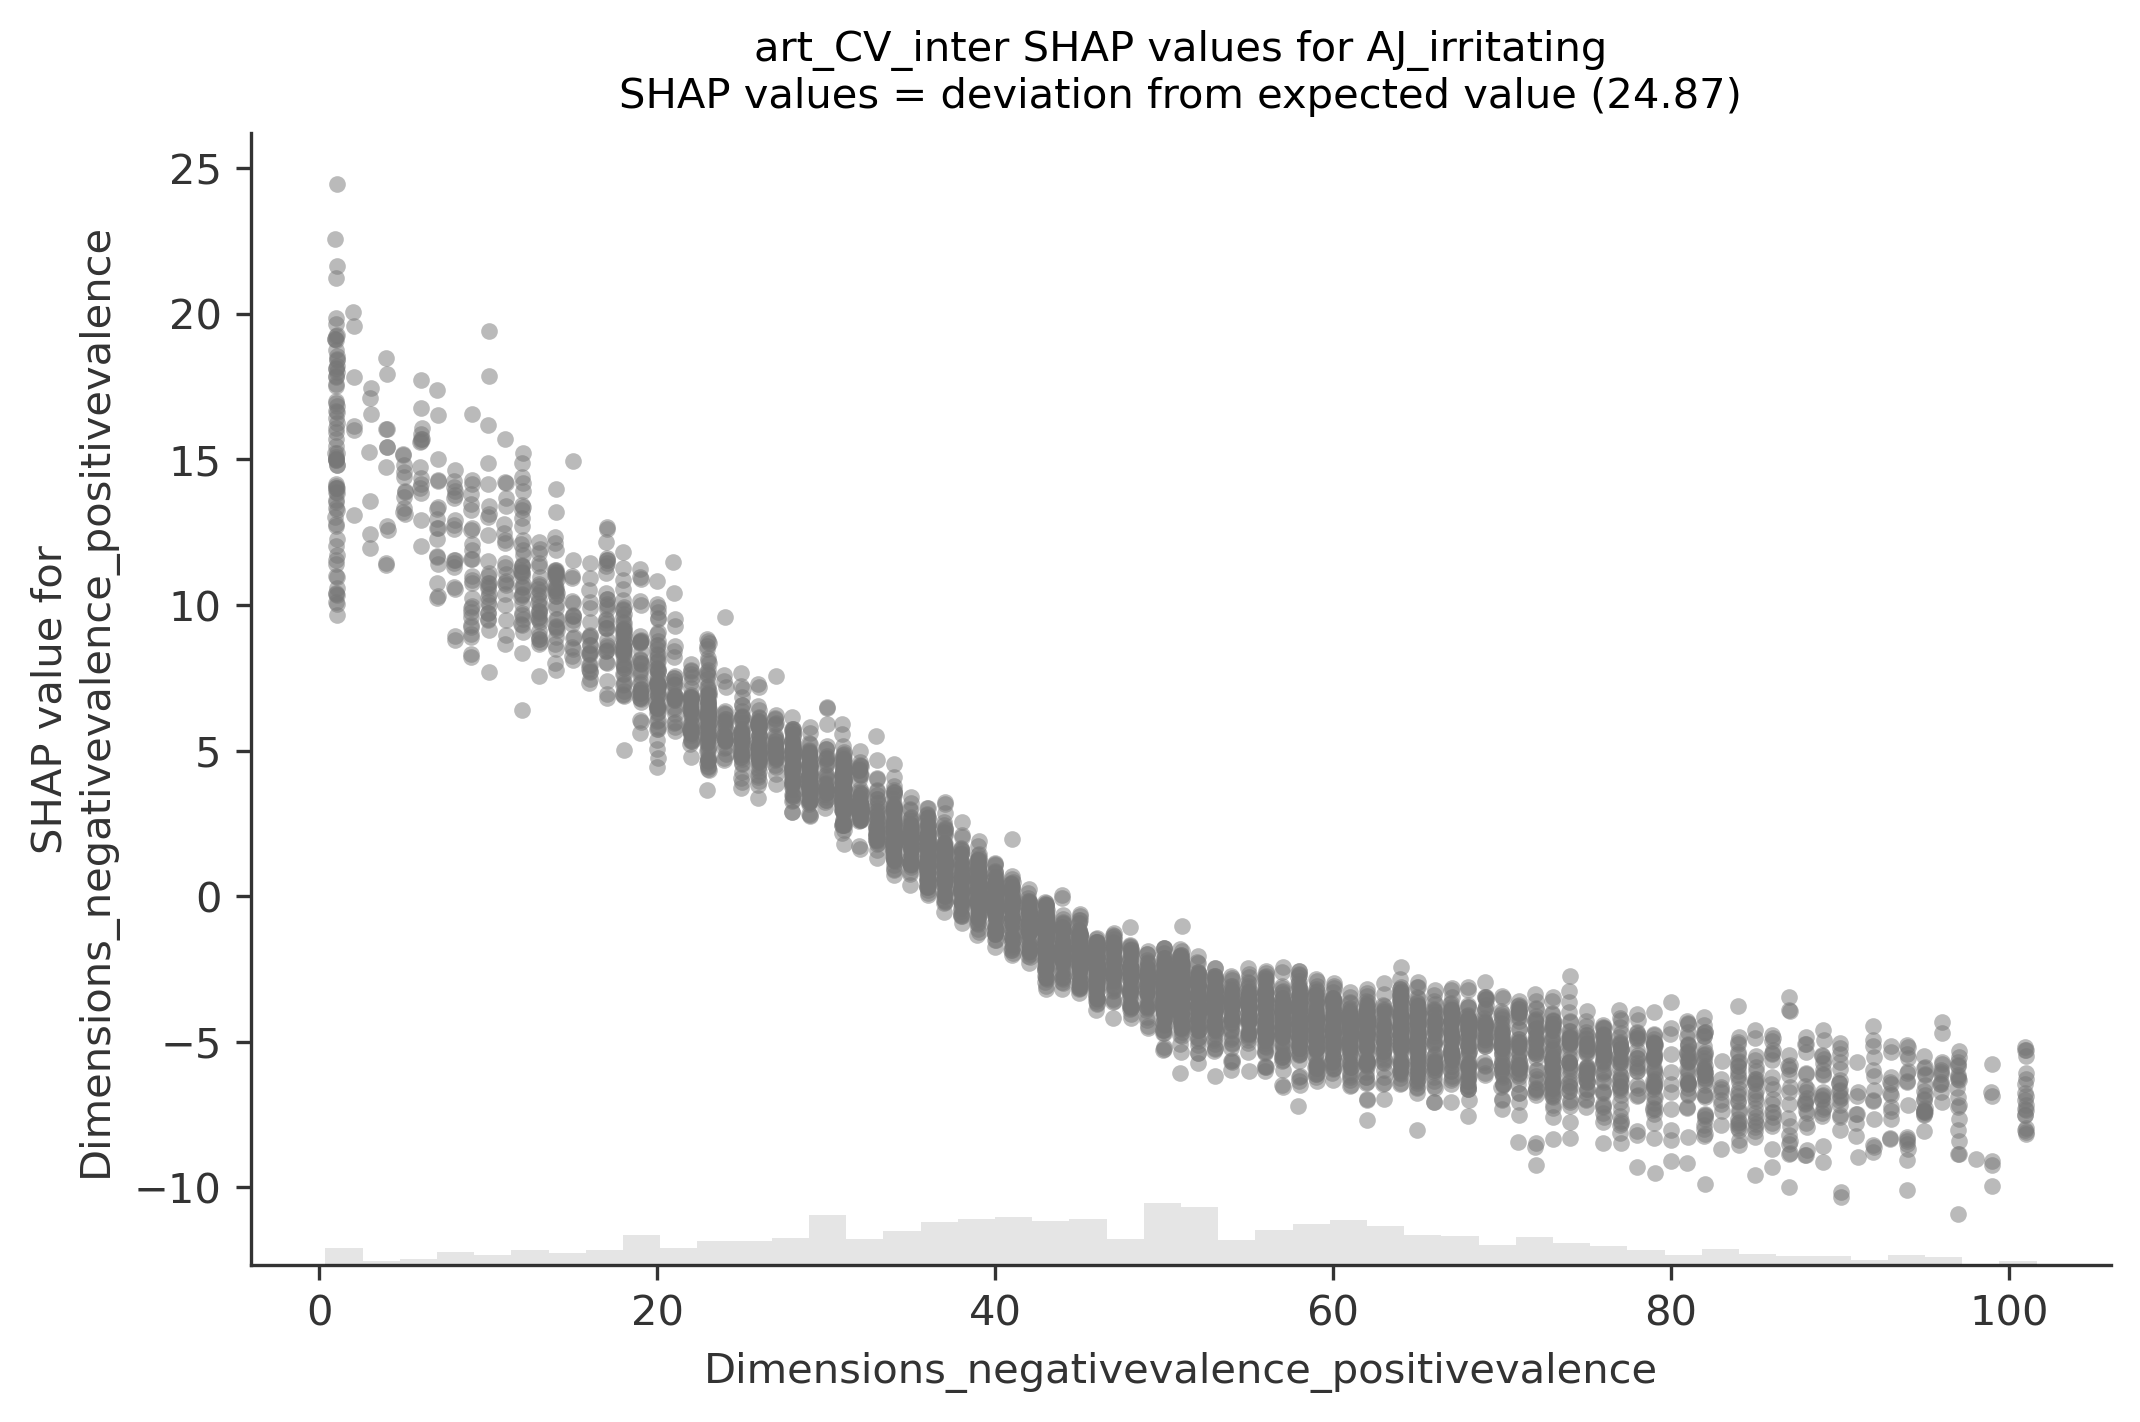 art_CV_inter SHAP values for AJ_irritating
SHAP values = deviation from expected value (24.87)
SHAP value for
Dimensions_negativevalence_positivevalence
25
20
15
10
5
0
−5
−10
0
20
40
60
80
100
Dimensions_negativevalence_positivevalence